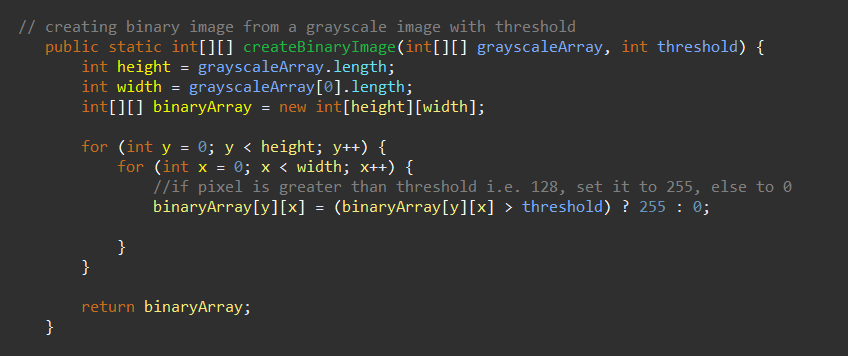 // creating binary image from a grayscale image with threshold
public static int[][] createBinaryImage(int[][] grayscaleArray, int threshold) {
int height = grayscaleArray.length;
int width = grayscaleArray[0].length;
int[][] binaryArray = new int[height][width];
for (int y = 0; y < height; y++) {
for (int x = 0; x < width; x++) {
//if pixel is greater than threshold i.e. 128, set it to 255, else to 0
binaryArray[y][x] = (binaryArray[y][x] > threshold) ? 255 : 0;
}
}
return binaryArray;
}